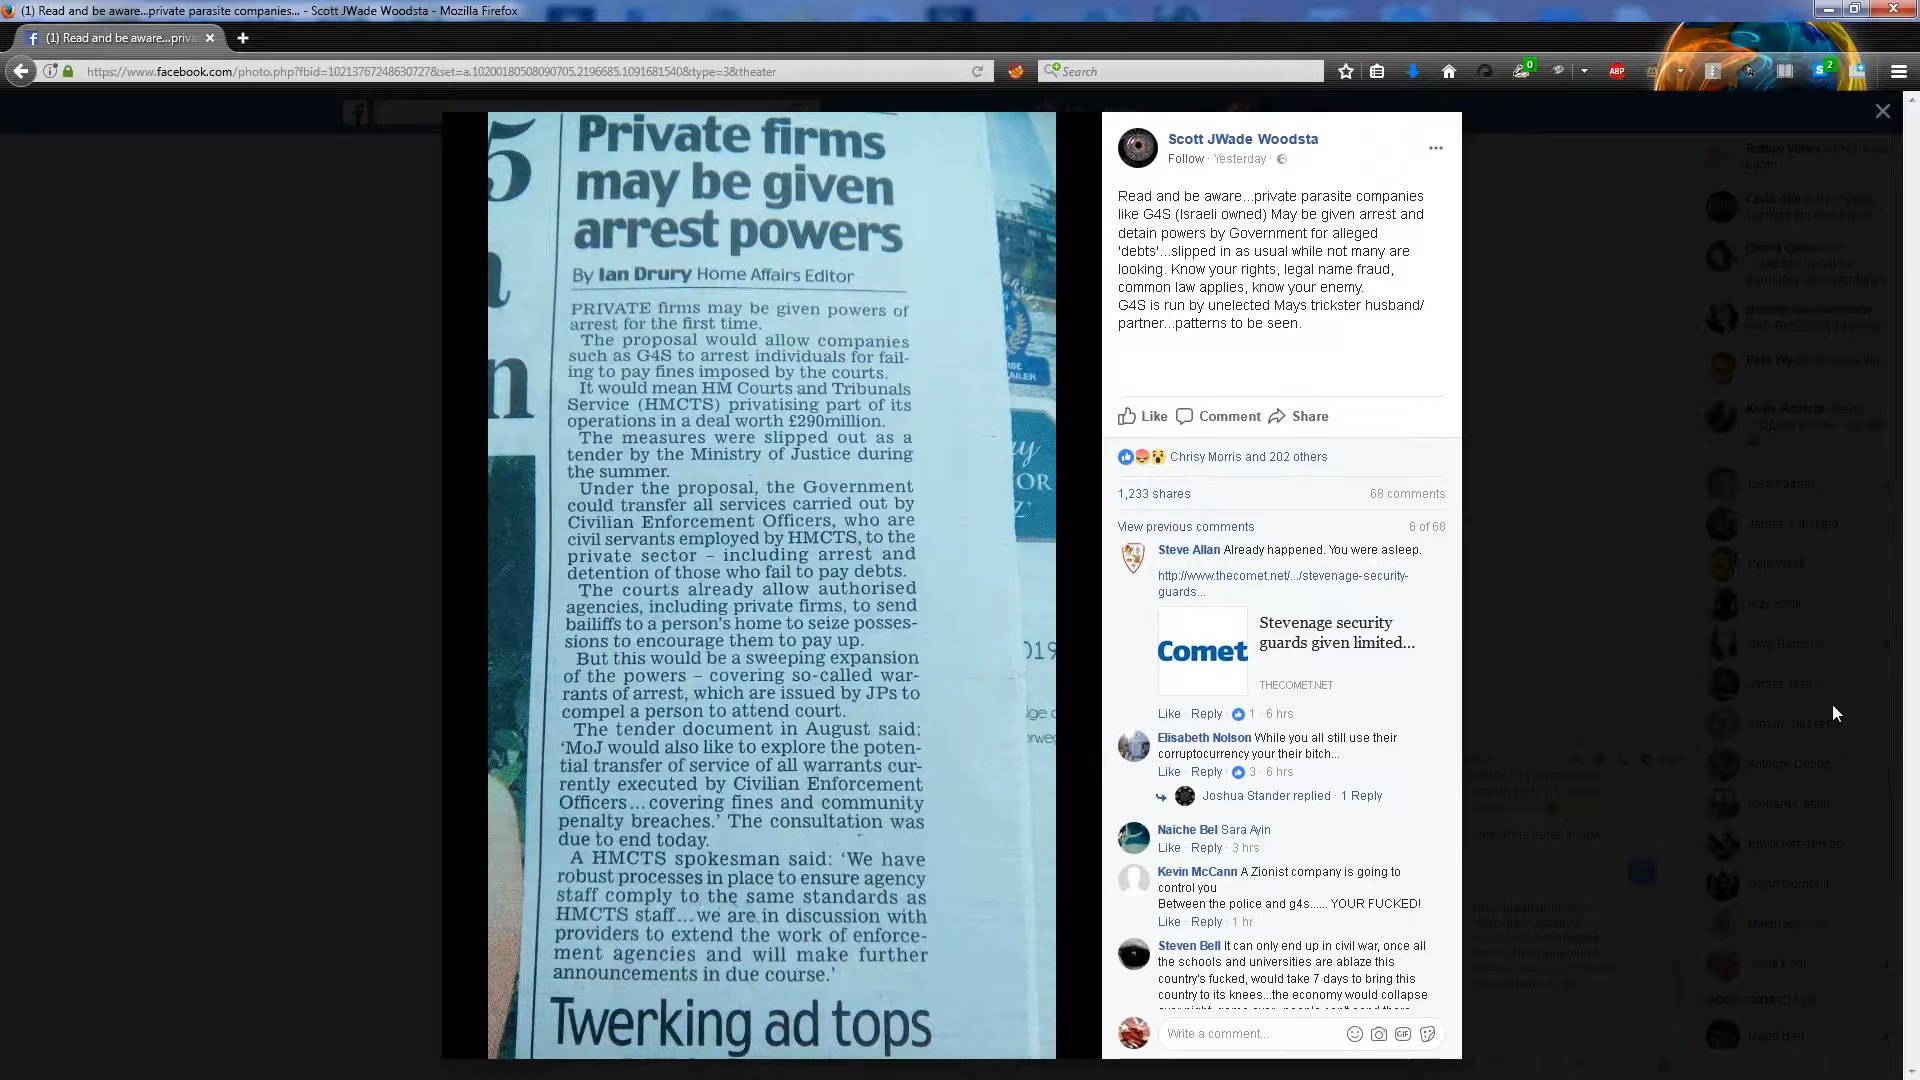 (1) Read and be aware...private parasite companies... - Scott JWade Woodsta - Mozilla Firefox
(1) Read and be aware...priva
https://www.facebook.com/photo.php?fbid=10213767248630727&set=a.10200180508090705.2196685.1091681540&type=3&theater
Search
0
ABP
2
5
a
n
Private firms
may be given
arrest powers
By Ian Drury Home Affairs Editor
PRIVATE firms may be given powers of
arrest for the first time.
The proposal would allow companies
such as G4S to arrest individuals for fail-
ing to pay fines imposed by the courts.
It would mean HM Courts and Tribunals
Service (HMCTS) privatising part of its
operations in a deal worth £290million.
The measures were slipped out as a
tender by the Ministry of Justice during
the summer.
Under the proposal, the Government
could transfer all services carried out by
Civilian Enforcement Officers, who are
civil servants employed by HMCTS, to the
private sector – including arrest and
detention of those who fail to pay debts.
The courts already allow authorised
agencies, including private firms, to send
bailiffs to a person's home to seize posses-
sions to encourage them to pay up.
But this would be a sweeping expansion
of the powers – covering so-called war-
rants of arrest, which are issued by JPs to
compel a person to attend court.
The tender document in August said:
'MoJ would also like to explore the poten-
tial transfer of service of all warrants cur-
rently executed by Civilian Enforcement
Officers... covering fines and community
penalty breaches.' The consultation was
due to end today.
A HMCTS spokesman said: 'We have
robust processes in place to ensure agency
staff comply to the same standards as
HMCTS staff... we are in discussion with
providers to extend the work of enforce-
ment agencies and will make further
announcements in due course.'
Twerking ad tops
AILER
ay
OR
Z
019
Scott JWade Woodsta
Follow · Yesterday ·
Read and be aware...private parasite companies
like G4S (Israeli owned) May be given arrest and
detain powers by Government for alleged
'debts'...slipped in as usual while not many are
looking. Know your rights, legal name fraud,
common law applies, know your enemy.
G4S is run by unelected Mays trickster husband/
partner...patterns to be seen.
Like Comment Share
Chrisy Morris and 202 others
1,233 shares 68 comments
View previous comments 6 of 68
Steve Allan Already happened. You were asleep.
http://www.thecomet.net/.../stevenage-security-
guards...
Comet
Stevenage security
guards given limited...
THECOMET.NET
Like · Reply · 1 · 6 hrs
Elisabeth Nolson While you all still use their
corruptocurrency your their bitch...
Like · Reply · 3 · 6 hrs
Joshua Stander replied · 1 Reply
Naiche Bel Sara Ayin
Like · Reply · 3 hrs
Kevin McCann A Zionist company is going to
control you
Between the police and g4s...... YOUR FUCKED!
Like · Reply · 1 hr
Steven Bell It can only end up in civil war, once all
the schools and universities are ablaze this
country's fucked, would take 7 days to bring this
country to its knees...the economy would collapse
Write a comment...
GIF